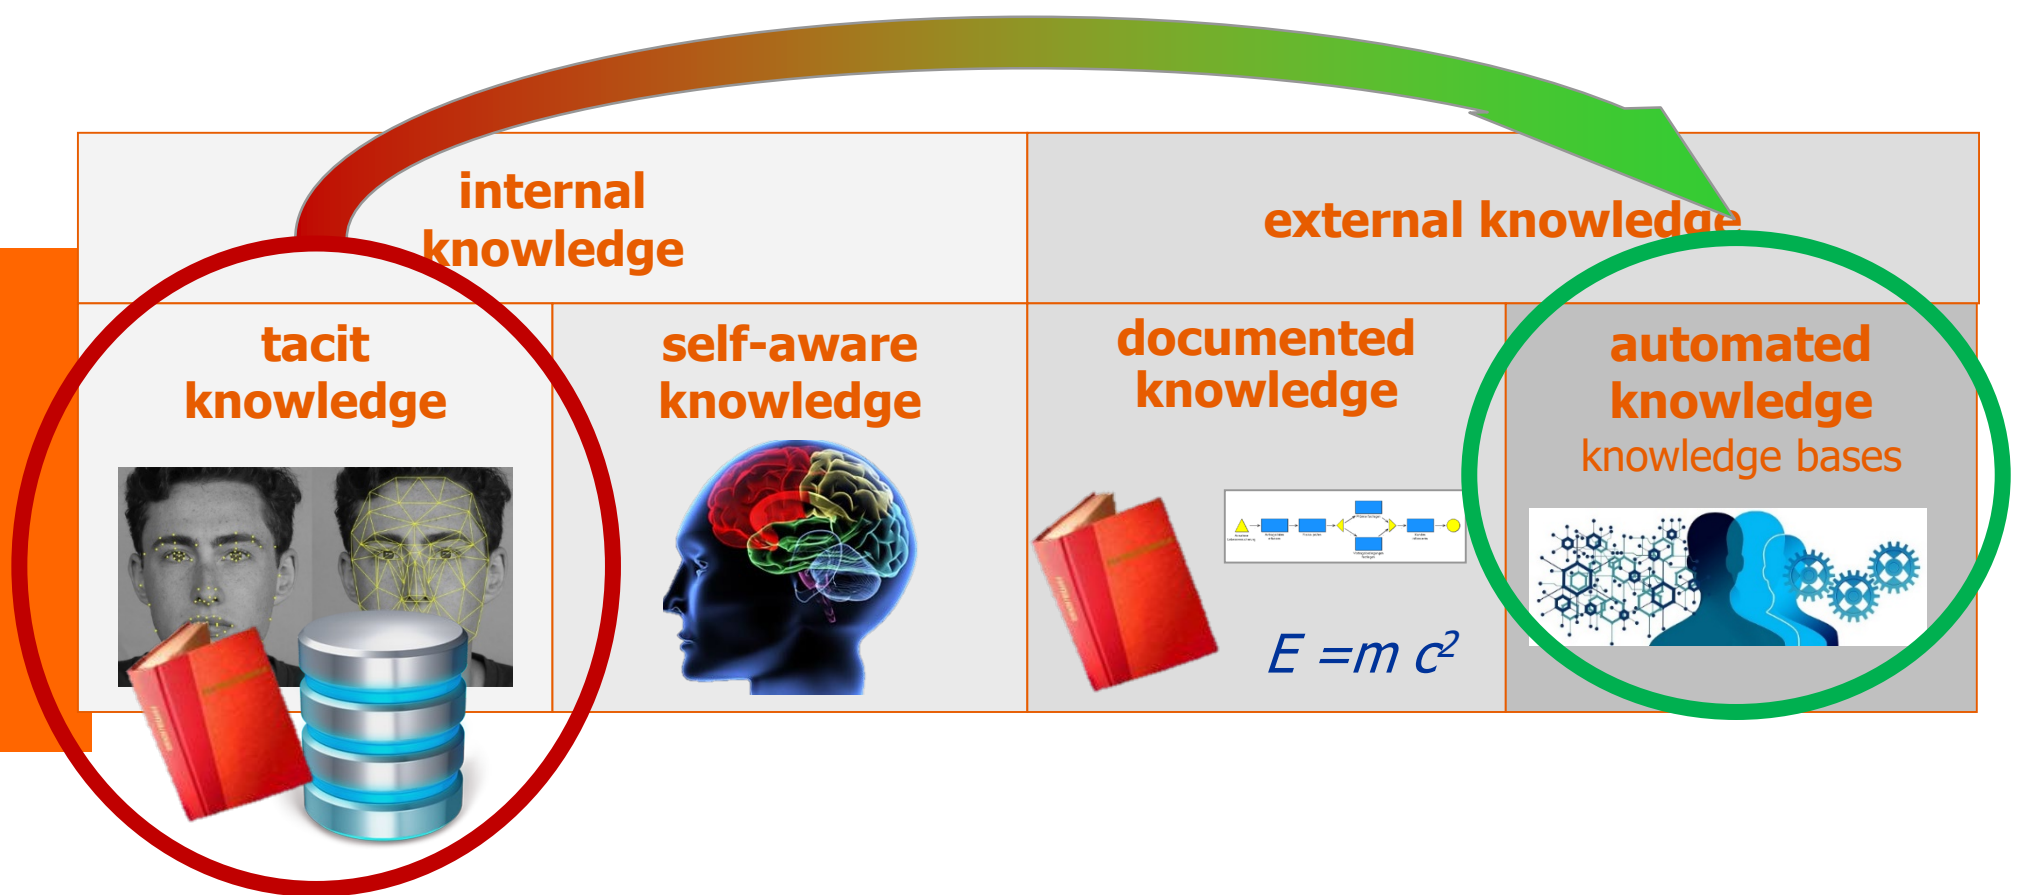 internal
knowledge
external knowledge
tacit
knowledge
self-aware
knowledge
documented
knowledge
automated
knowledge
knowledge bases
E =m c²